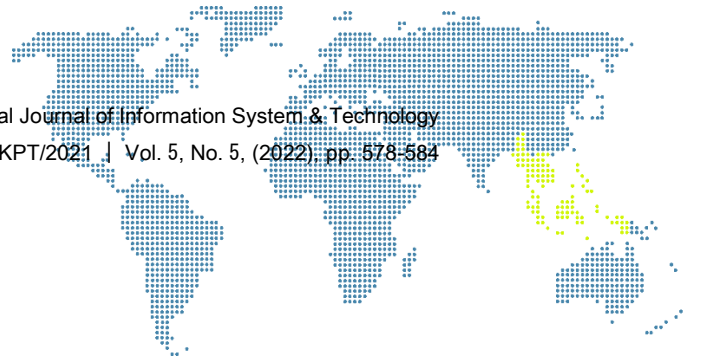 al Journal of Information System & Technology
KPT/2021 | Vol. 5, No. 5, (2022), pp. 578-584